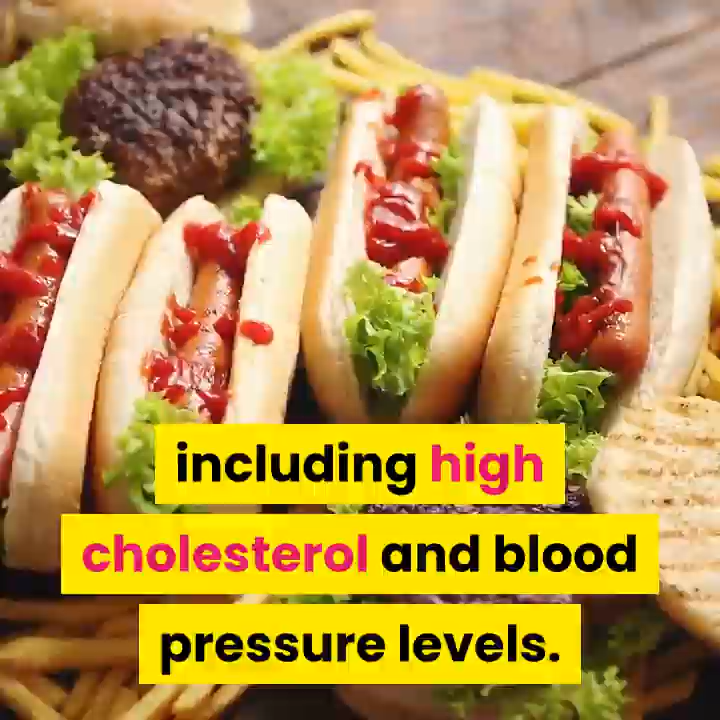 including high
cholesterol and blood
pressure levels.